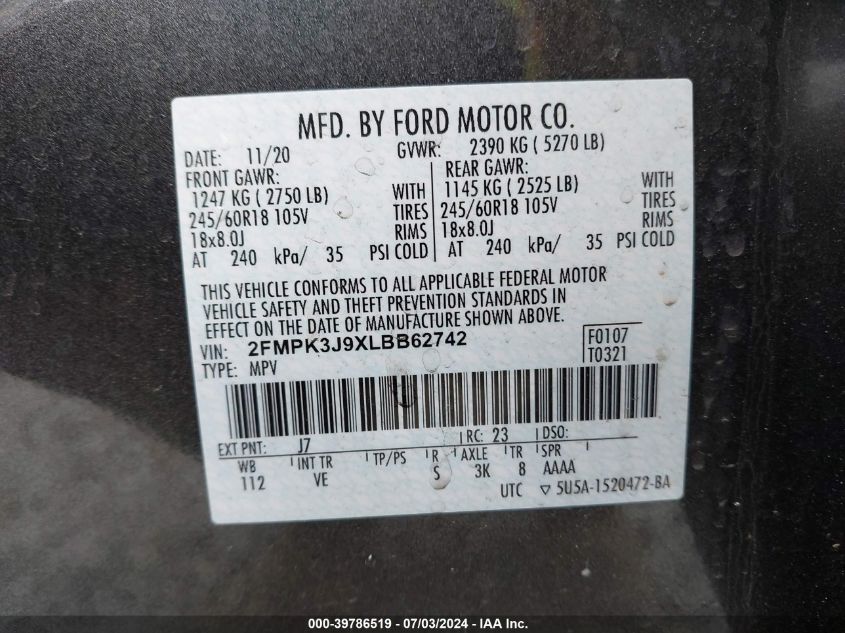 MFD. BY FORD MOTOR CO.
DATE: 11/20 GVWR: 2390 KG ( 5270 LB)
FRONT GAWR: REAR GAWR:
1247 KG ( 2750 LB) WITH 1145 KG ( 2525 LB) WITH
245/60R18 105V TIRES 245/60R18 105V TIRES
18x8.0J RIMS 18x8.0J RIMS
AT 240 kPa/ 35 PSI COLD AT 240 kPa/ 35 PSI COLD
THIS VEHICLE CONFORMS TO ALL APPLICABLE FEDERAL MOTOR
VEHICLE SAFETY AND THEFT PREVENTION STANDARDS IN
EFFECT ON THE DATE OF MANUFACTURE SHOWN ABOVE.
VIN: 2FMPK3J9XLBB62742 F0107
TYPE: MPV T0321
EXT PNT: J7 RC: 23 DSO:
WB INT TR TP/PS R AXLE TR SPR
112 VE S 3K 8 AAAA
UTC ▽ 5U5A-1520472-BA
000-39786519 / 07/03/2024 - IAA Inc.